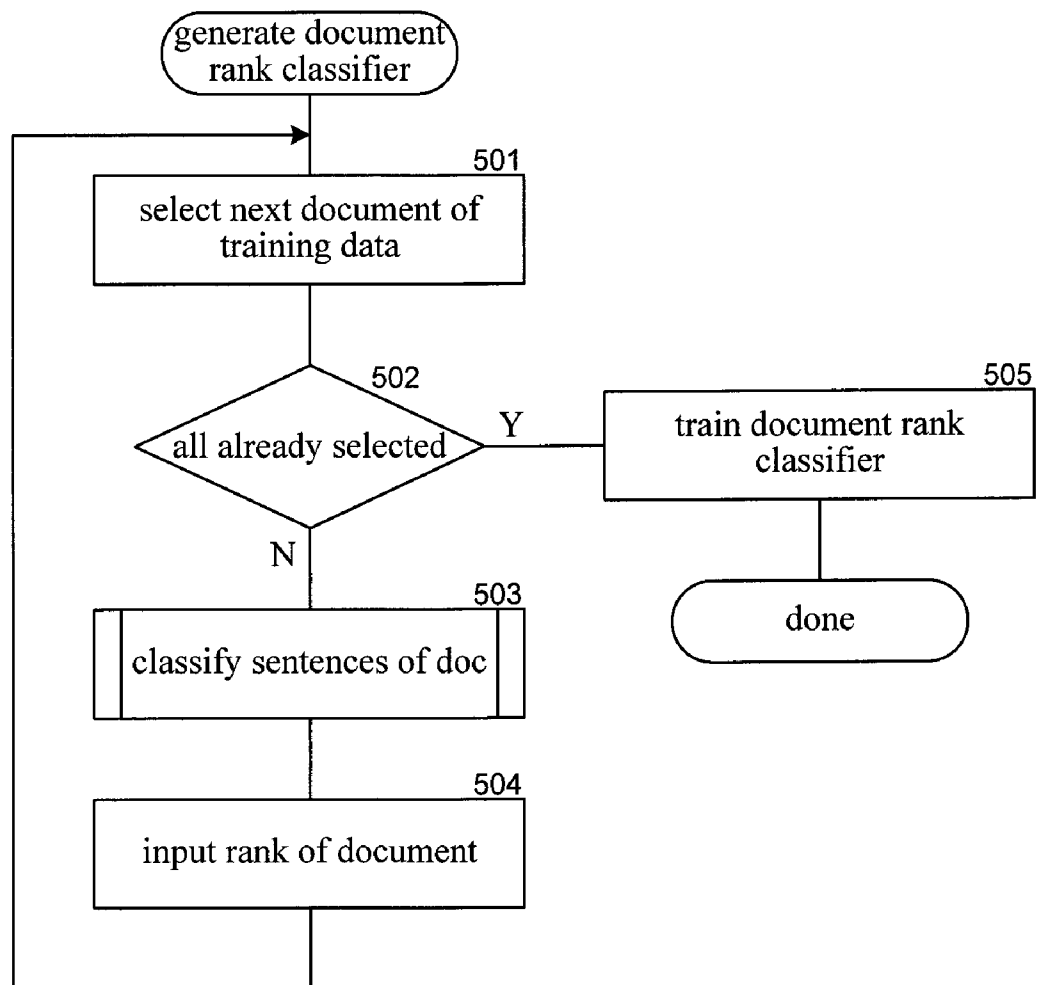 generate document
rank classifier
501
select next document of
training data
502
all already selected
Y
505
train document rank
classifier
N
503
classify sentences of doc
done
504
input rank of document